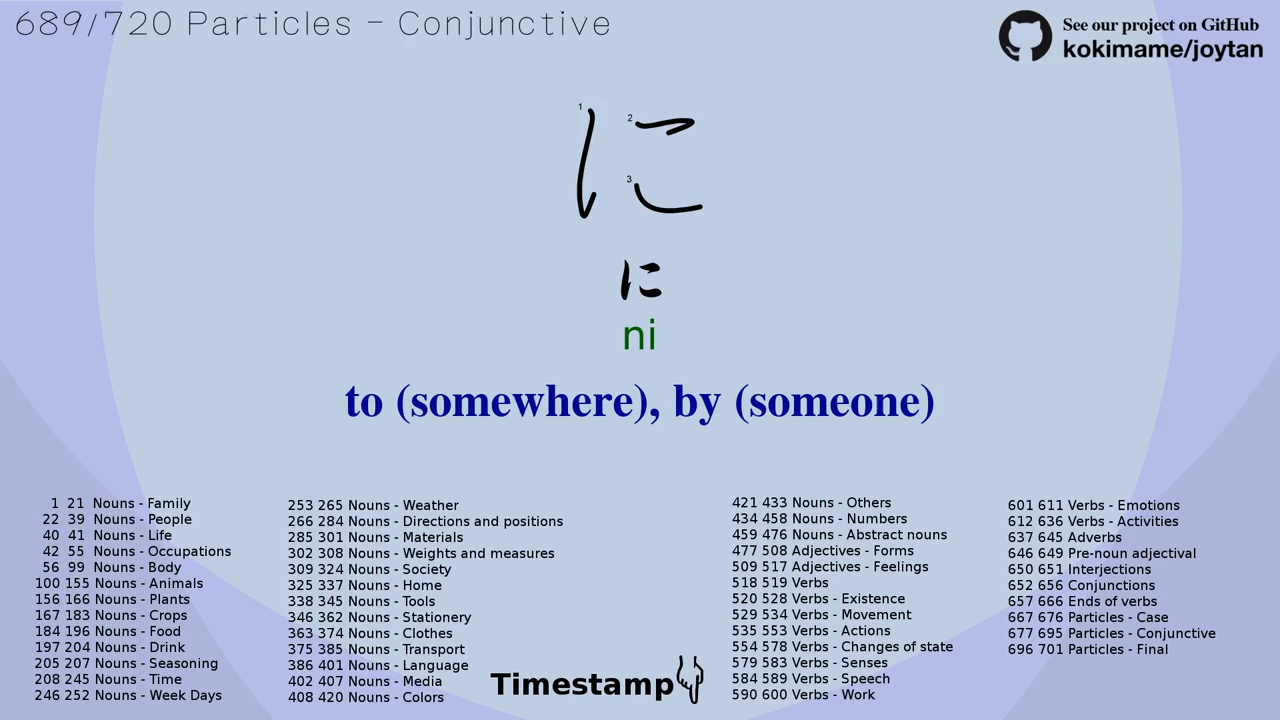 689/720 Particles - Conjunctive
See our project on GitHub
kokimame/joytan
1 2 3
に
に
ni
to (somewhere), by (someone)
1 21 Nouns - Family
22 39 Nouns - People
40 41 Nouns - Life
42 55 Nouns - Occupations
56 99 Nouns - Body
100 155 Nouns - Animals
156 166 Nouns - Plants
167 183 Nouns - Crops
184 196 Nouns - Food
197 204 Nouns - Drink
205 207 Nouns - Seasoning
208 245 Nouns - Time
246 252 Nouns - Week Days
253 265 Nouns - Weather
266 284 Nouns - Directions and positions
285 301 Nouns - Materials
302 308 Nouns - Weights and measures
309 324 Nouns - Society
325 337 Nouns - Home
338 345 Nouns - Tools
346 362 Nouns - Stationery
363 374 Nouns - Clothes
375 385 Nouns - Transport
386 401 Nouns - Language
402 407 Nouns - Media
408 420 Nouns - Colors
Timestamp
421 433 Nouns - Others
434 458 Nouns - Numbers
459 476 Nouns - Abstract nouns
477 508 Adjectives - Forms
509 517 Adjectives - Feelings
518 519 Verbs
520 528 Verbs - Existence
529 534 Verbs - Movement
535 553 Verbs - Actions
554 578 Verbs - Changes of state
579 583 Verbs - Senses
584 589 Verbs - Speech
590 600 Verbs - Work
601 611 Verbs - Emotions
612 636 Verbs - Activities
637 645 Adverbs
646 649 Pre-noun adjectival
650 651 Interjections
652 656 Conjunctions
657 666 Ends of verbs
667 676 Particles - Case
677 695 Particles - Conjunctive
696 701 Particles - Final